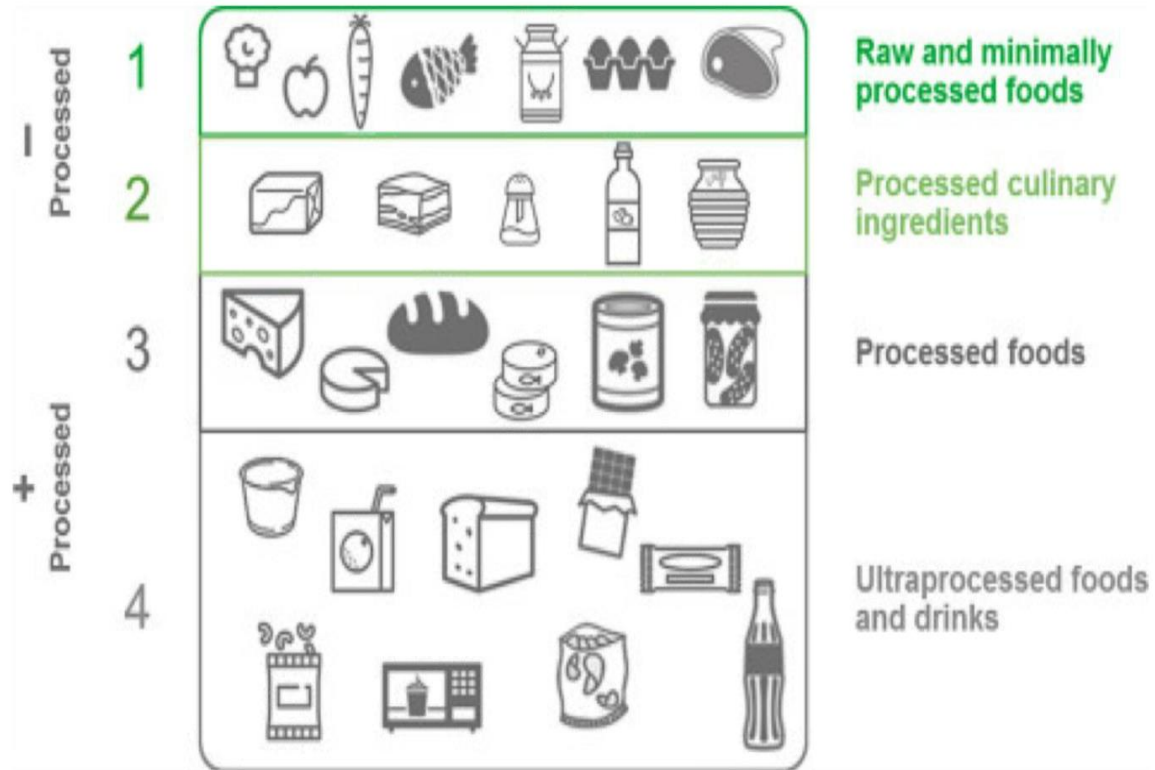 − Processed
+ Processed
1
Raw and minimally
processed foods
2
Processed culinary
ingredients
3
Processed foods
4
Ultraprocessed foods
and drinks